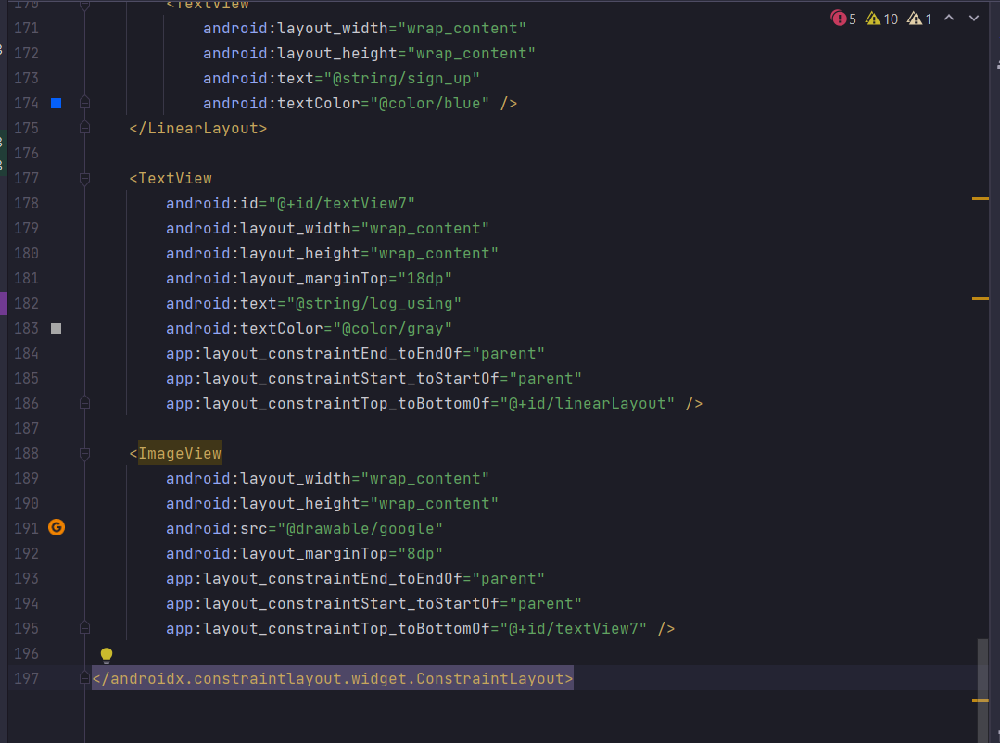 5 10 1
170 <TextView
171 android:layout_width="wrap_content"
172 android:layout_height="wrap_content"
173 android:text="@string/sign_up"
174 android:textColor="@color/blue" />
175 </LinearLayout>
176
177 <TextView
178 android:id="@+id/textView7"
179 android:layout_width="wrap_content"
180 android:layout_height="wrap_content"
181 android:layout_marginTop="18dp"
182 android:text="@string/log_using"
183 android:textColor="@color/gray"
184 app:layout_constraintEnd_toEndOf="parent"
185 app:layout_constraintStart_toStartOf="parent"
186 app:layout_constraintTop_toBottomOf="@+id/linearLayout" />
187
188 <ImageView
189 android:layout_width="wrap_content"
190 android:layout_height="wrap_content"
191 G android:src="@drawable/google"
192 android:layout_marginTop="8dp"
193 app:layout_constraintEnd_toEndOf="parent"
194 app:layout_constraintStart_toStartOf="parent"
195 app:layout_constraintTop_toBottomOf="@+id/textView7" />
196
197 </androidx.constraintlayout.widget.ConstraintLayout>